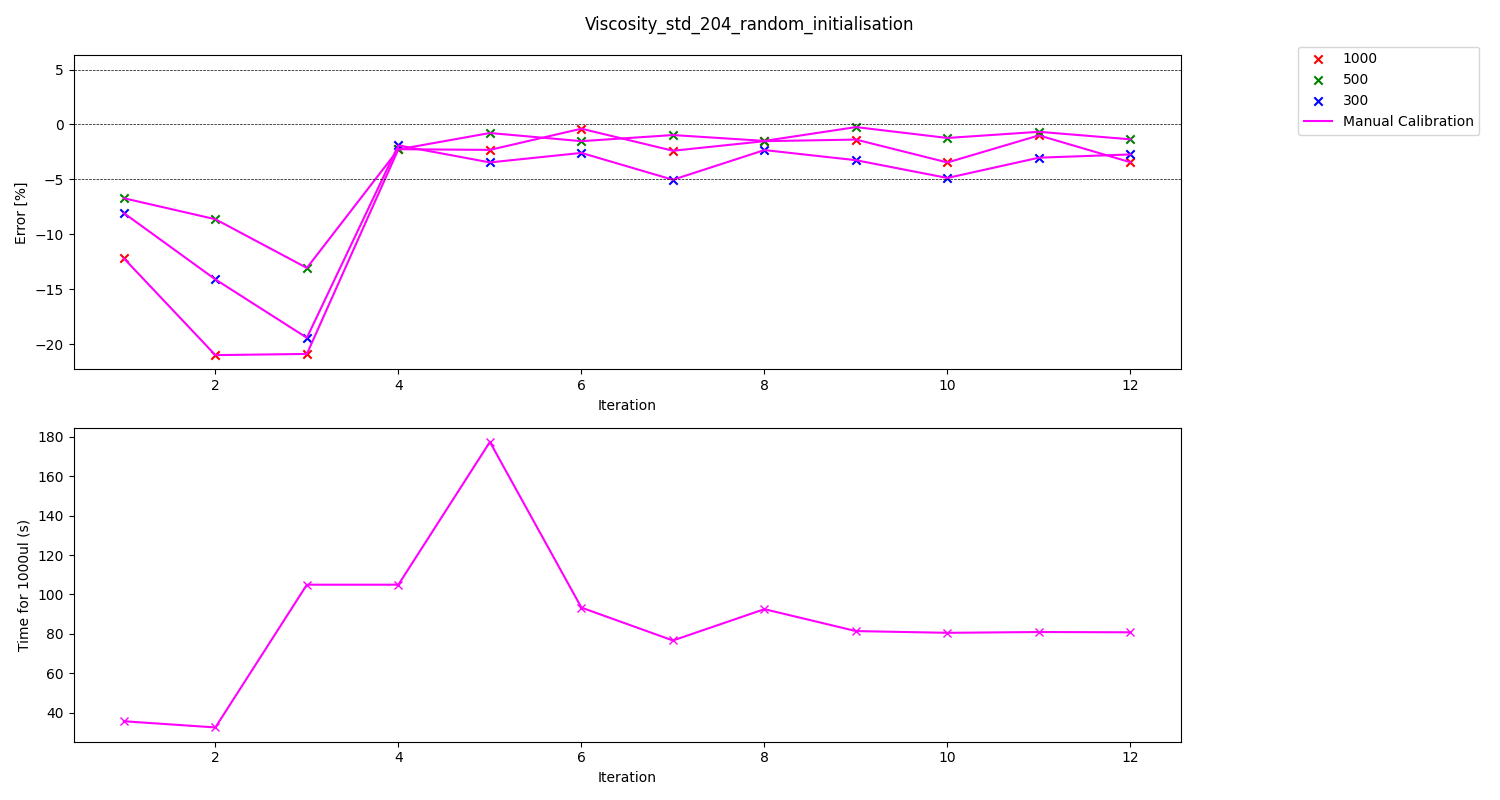 Viscosity_std_204_random_initialisation
1000
500
300
Manual Calibration
Error [%]
5
0
−5
−10
−15
−20
2 4 6 8 10 12
Iteration
Time for 1000ul (s)
180
160
140
120
100
80
60
40
2 4 6 8 10 12
Iteration